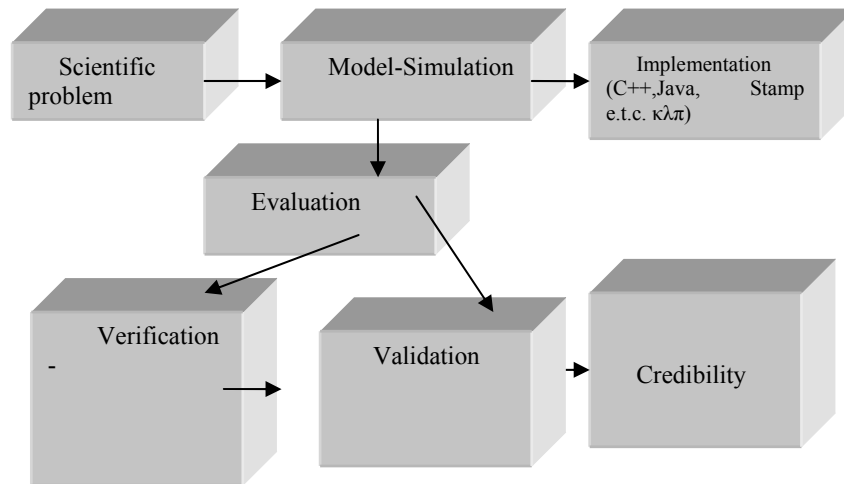 Scientific
problem
Model-Simulation
Implementation
(C++,Java, Stamp
e.t.c. κλπ)
Evaluation
Verification
-
Validation
Credibility